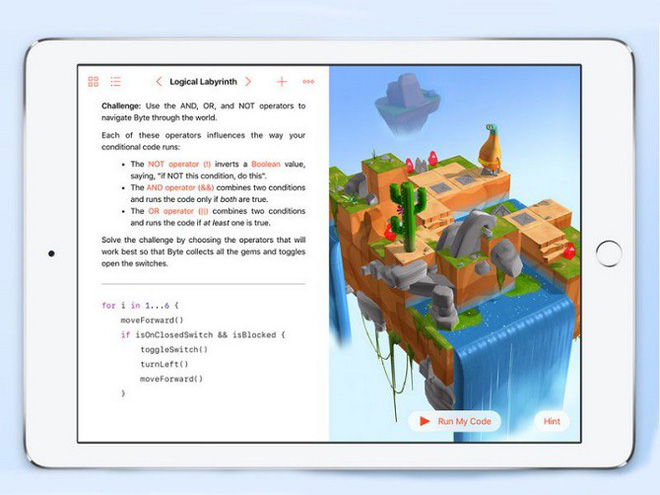 Logical Labyrinth
Challenge: Use the AND, OR, and NOT operators to
navigate Byte through the world.
Each of these operators influences the way your
conditional code runs:
• The NOT operator (!) inverts a Boolean value,
saying, "if NOT this condition, do this".
• The AND operator (&&) combines two conditions
and runs the code only if both are true.
• The OR operator (||) combines two conditions
and runs the code if at least one is true.
Solve the challenge by choosing the operators that will
work best so that Byte collects all the gems and toggles
open the switches.
for i in 1...6 {
moveForward()
if isOnClosedSwitch && isBlocked {
toggleSwitch()
turnLeft()
moveForward()
}
Run My Code
Hint